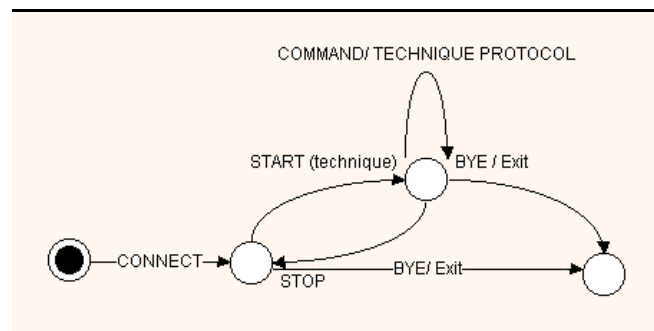 COMMAND/ TECHNIQUE PROTOCOL
START (technique)
BYE / Exit
CONNECT
STOP
BYE/ Exit